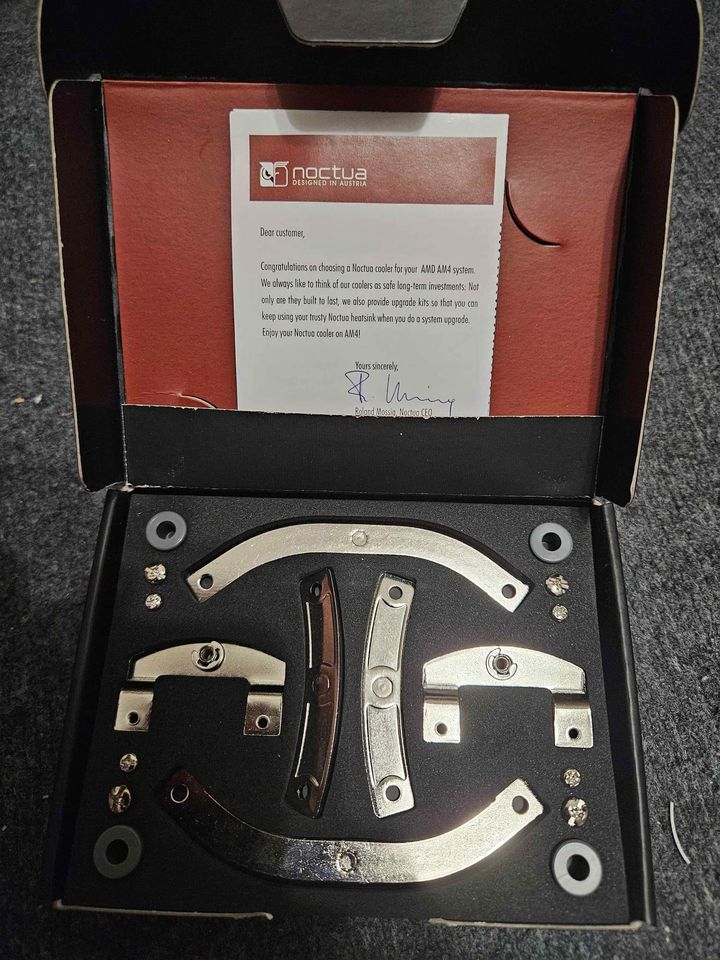 noctua
DESIGNED IN AUSTRIA
Dear customer,
Congratulations on choosing a Noctua cooler for your AMD AM4 system.
We always like to think of our coolers as safe long-term investments: Not
only are they built to last, we also provide upgrade kits so that you can
keep using your trusty Noctua heatsink when you do a system upgrade.
Enjoy your Noctua cooler on AM4!
Yours sincerely,
Roland Mossig, Noctua CEO